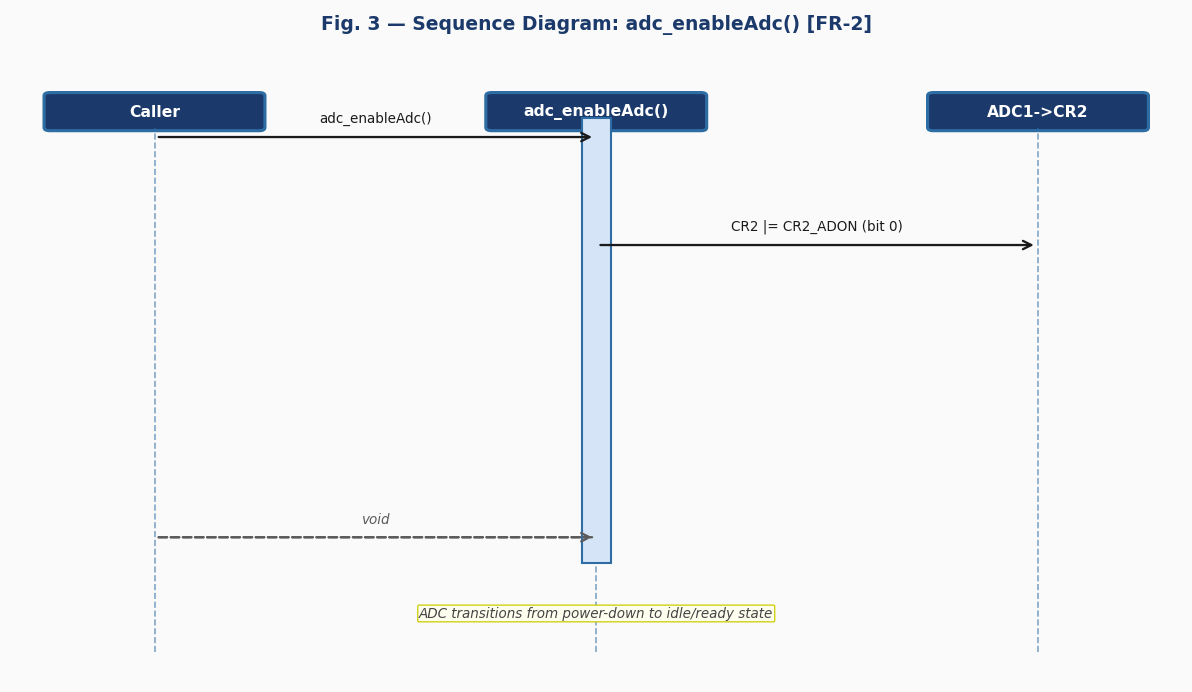 Fig. 3 — Sequence Diagram: adc_enableAdc() [FR-2]
Caller
adc_enableAdc()
ADC1->CR2
adc_enableAdc()
CR2 |= CR2_ADON (bit 0)
void
ADC transitions from power-down to idle/ready state